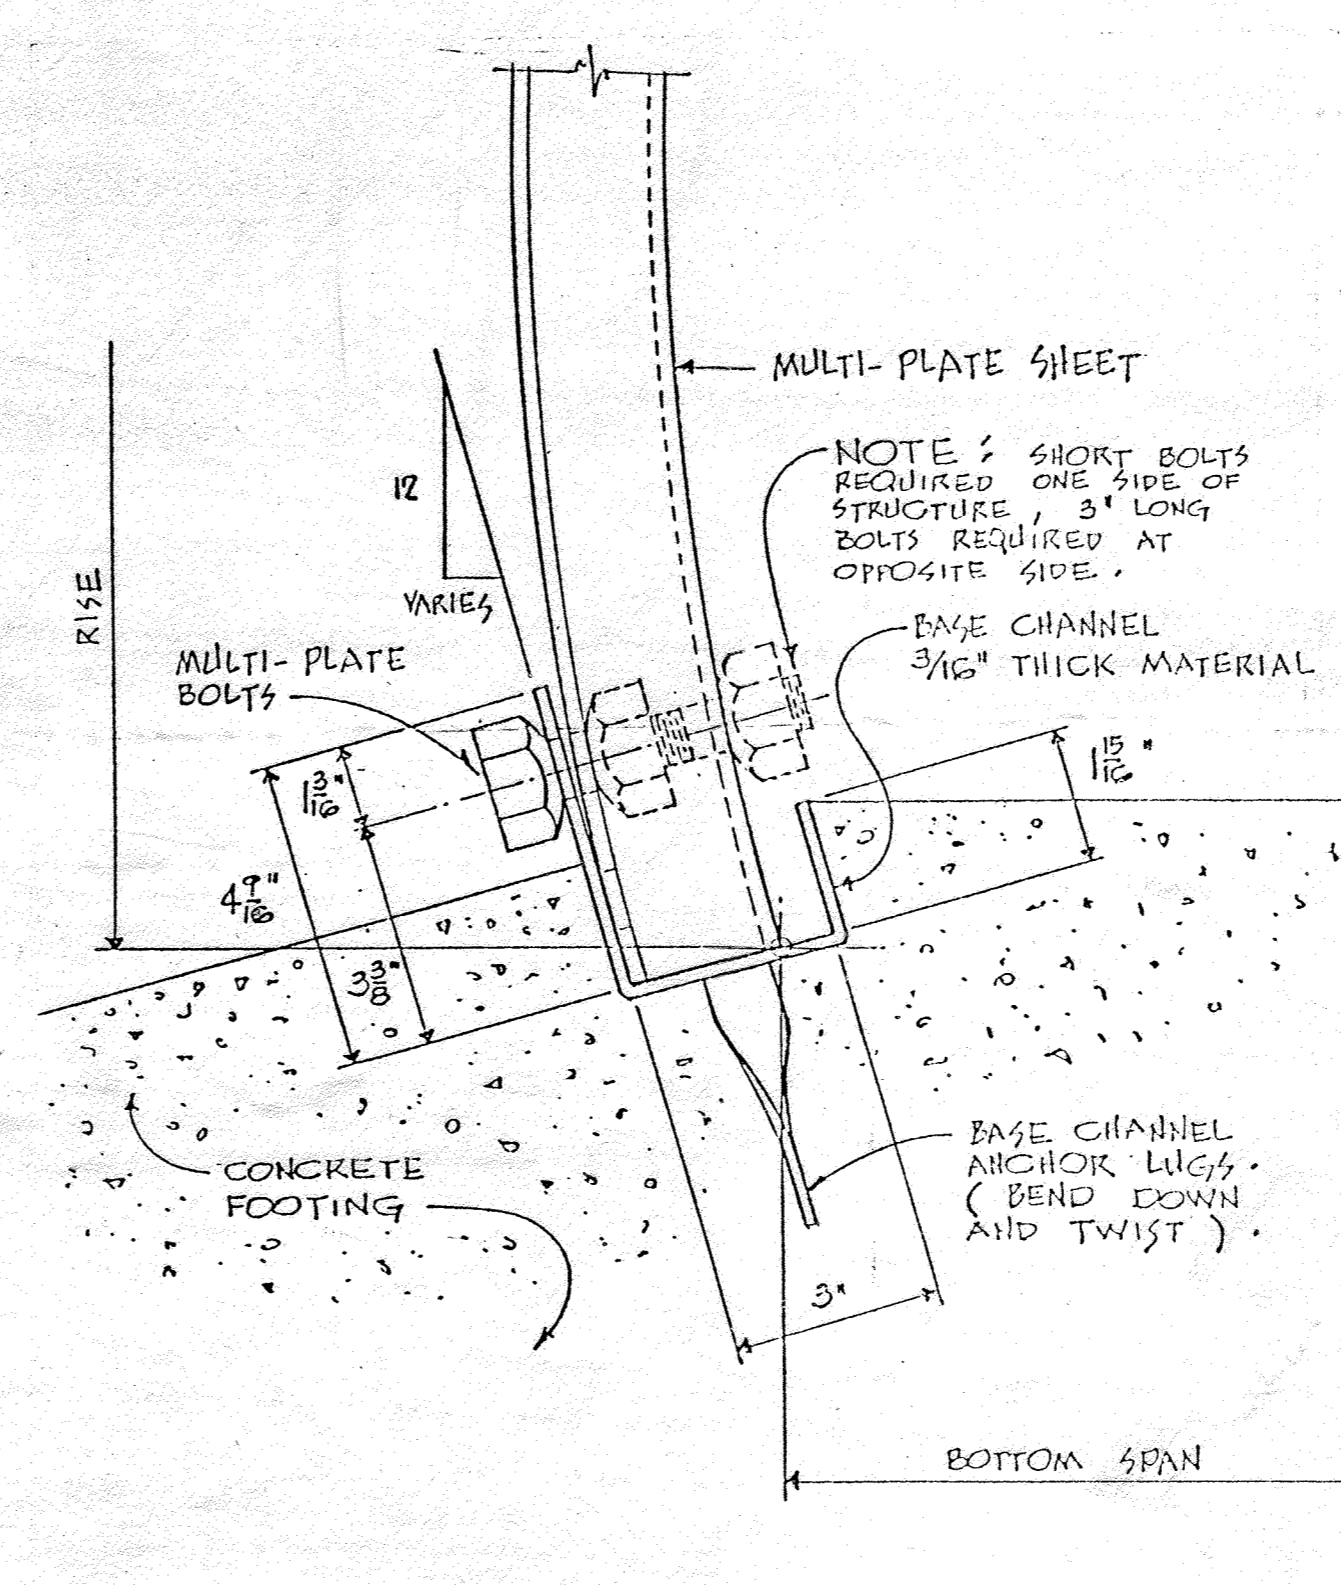 MULTI-PLATE SHEET
NOTE: SHORT BOLTS
REQUIRED ONE SIDE OF
STRUCTURE, 3" LONG
BOLTS REQUIRED AT
OPPOSITE SIDE.
12
VARIES
RISE
BASE CHANNEL
3/16" THICK MATERIAL
MULTI-PLATE
BOLTS
1 15/16"
1 3/16"
4 9/16"
3 3/8"
CONCRETE
FOOTING
BASE CHANNEL
ANCHOR LUGS.
(BEND DOWN
AND TWIST).
3"
BOTTOM SPAN